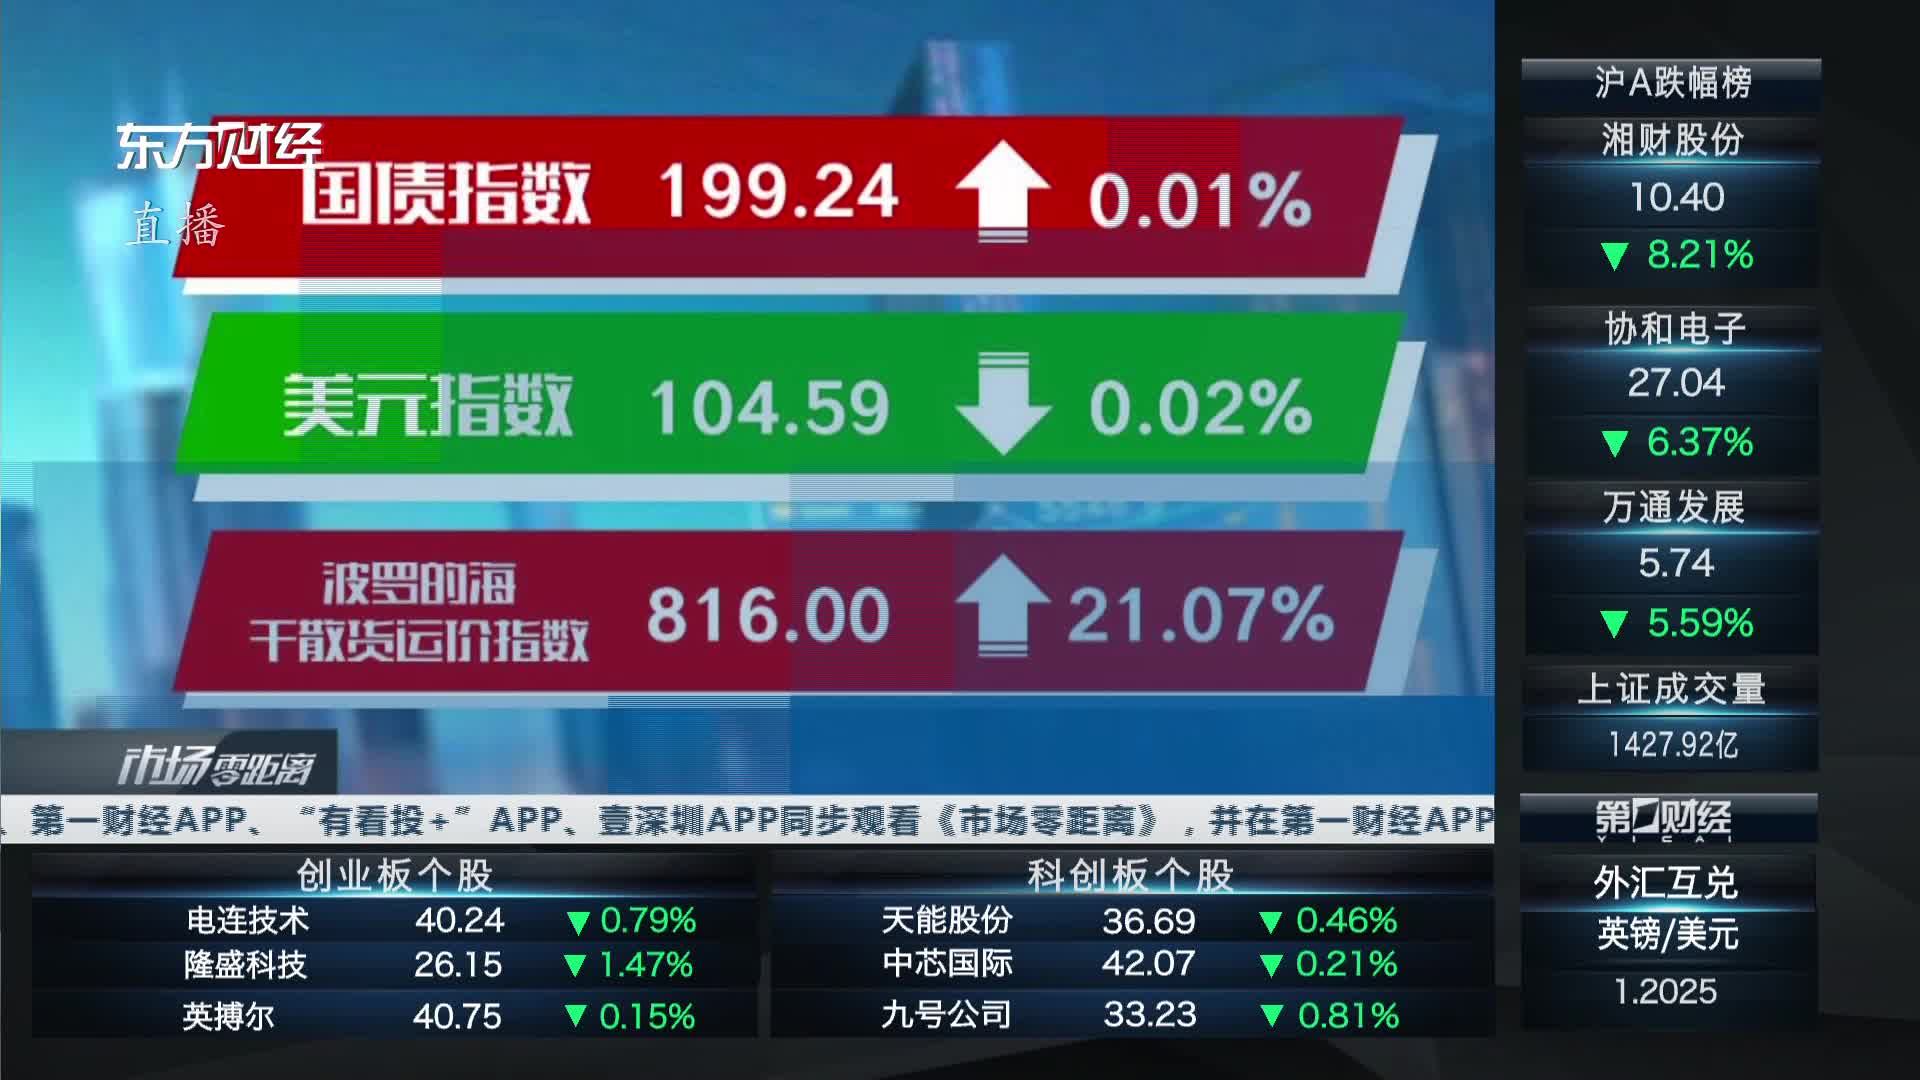 东方财经
直播
国债指数 199.24 0.01%
美元指数 104.59 0.02%
波罗的海
干散货运价指数 816.00 21.07%
市场零距离
、第一财经APP、“有看投+”APP、壹深圳APP同步观看《市场零距离》，并在第一财经APP
创业板个股
电连技术 40.24 ▼ 0.79%
隆盛科技 26.15 ▼ 1.47%
英搏尔 40.75 ▼ 0.15%
科创板个股
天能股份 36.69 ▼ 0.46%
中芯国际 42.07 ▼ 0.21%
九号公司 33.23 ▼ 0.81%
沪A跌幅榜
湘财股份
10.40
▼ 8.21%
协和电子
27.04
▼ 6.37%
万通发展
5.74
▼ 5.59%
上证成交量
1427.92亿
第一财经
YICAI
外汇互兑
英镑/美元
1.2025